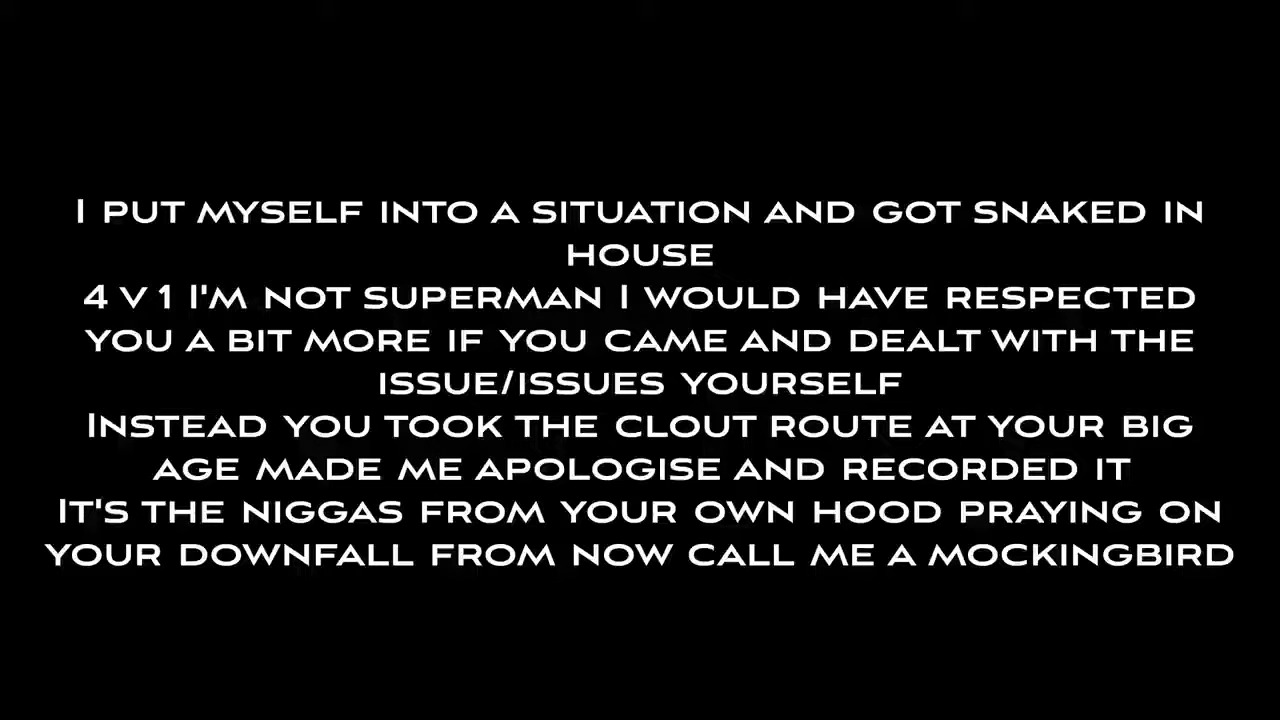 I PUT MYSELF INTO A SITUATION AND GOT SNAKED IN
HOUSE
4 V 1 I'M NOT SUPERMAN I WOULD HAVE RESPECTED
YOU A BIT MORE IF YOU CAME AND DEALT WITH THE
ISSUE/ISSUES YOURSELF
INSTEAD YOU TOOK THE CLOUT ROUTE AT YOUR BIG
AGE MADE ME APOLOGISE AND RECORDED IT
IT'S THE NIGGAS FROM YOUR OWN HOOD PRAYING ON
YOUR DOWNFALL FROM NOW CALL ME A MOCKINGBIRD